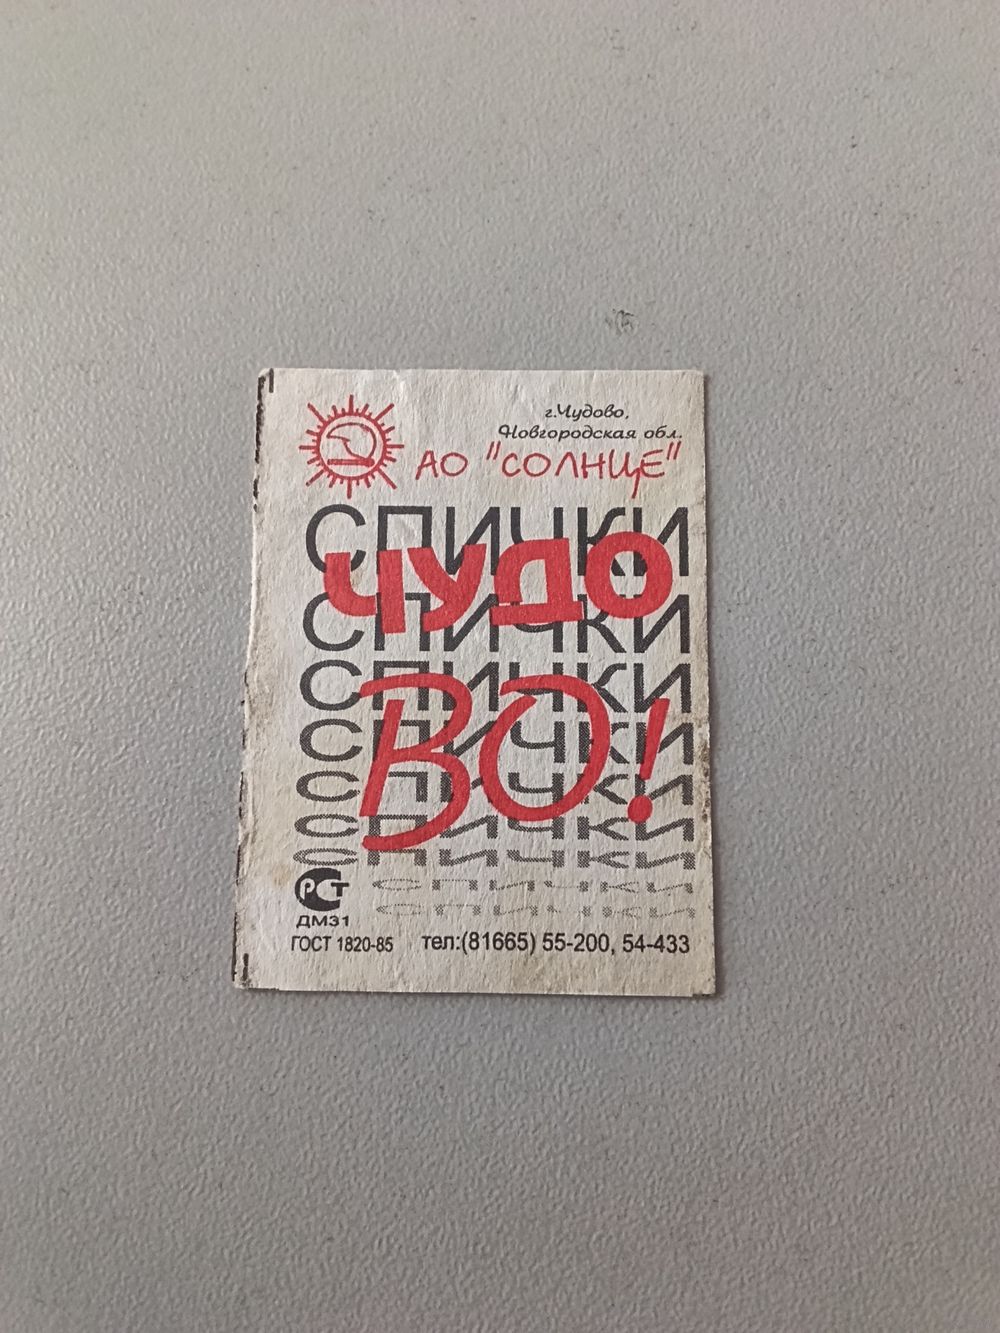 г.Чудово,
Новгородская обл.
АО "СОЛНЦЕ"
СПИЧКИ
ЧУДО
СПИЧКИ
СПИЧКИ
ВО!
СПИЧКИ
СПИЧКИ
СПИЧКИ
СПИЧКИ
СПИЧКИ
СПИЧКИ
РСТ
ДМ31
ГОСТ 1820-85 тел:(81665) 55-200, 54-433